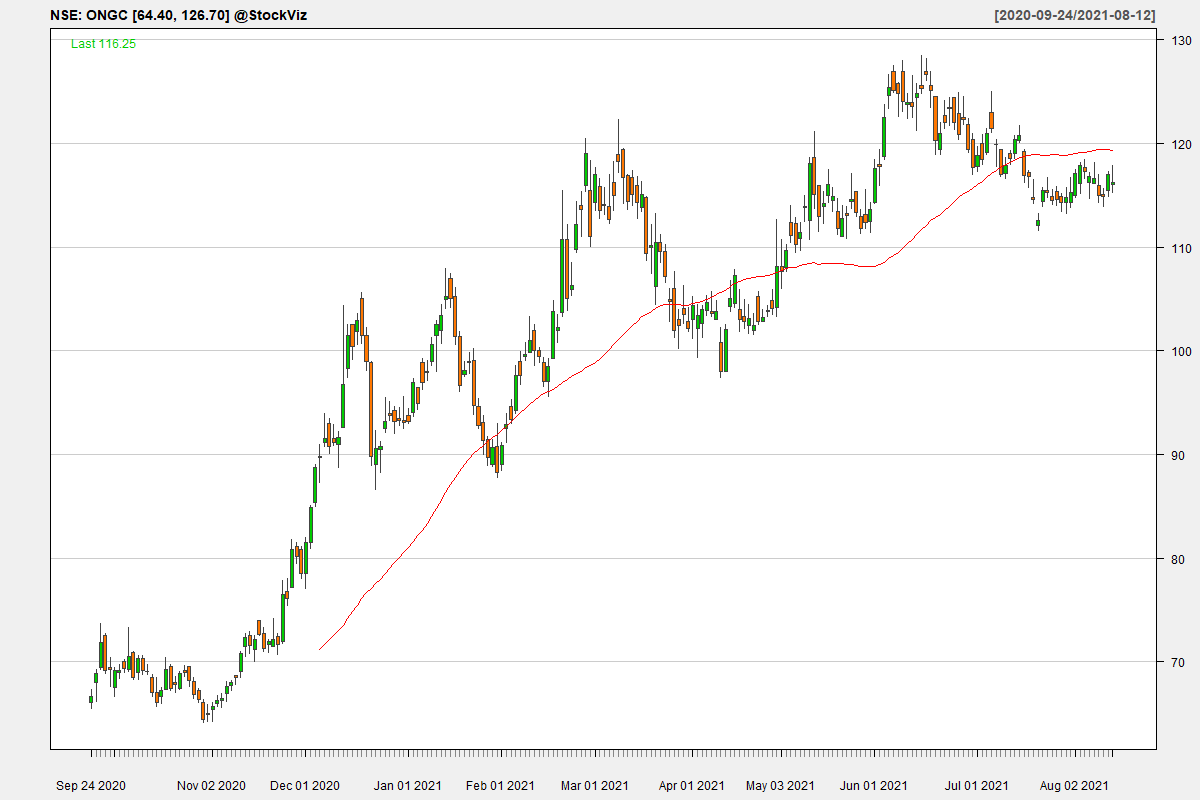 NSE: ONGC [64.40, 126.70] @StockViz
[2020-09-24/2021-08-12]
Last 116.25
130
120
110
100
90
80
70
Sep 24 2020 Nov 02 2020 Dec 01 2020 Jan 01 2021 Feb 01 2021 Mar 01 2021 Apr 01 2021 May 03 2021 Jun 01 2021 Jul 01 2021 Aug 02 2021